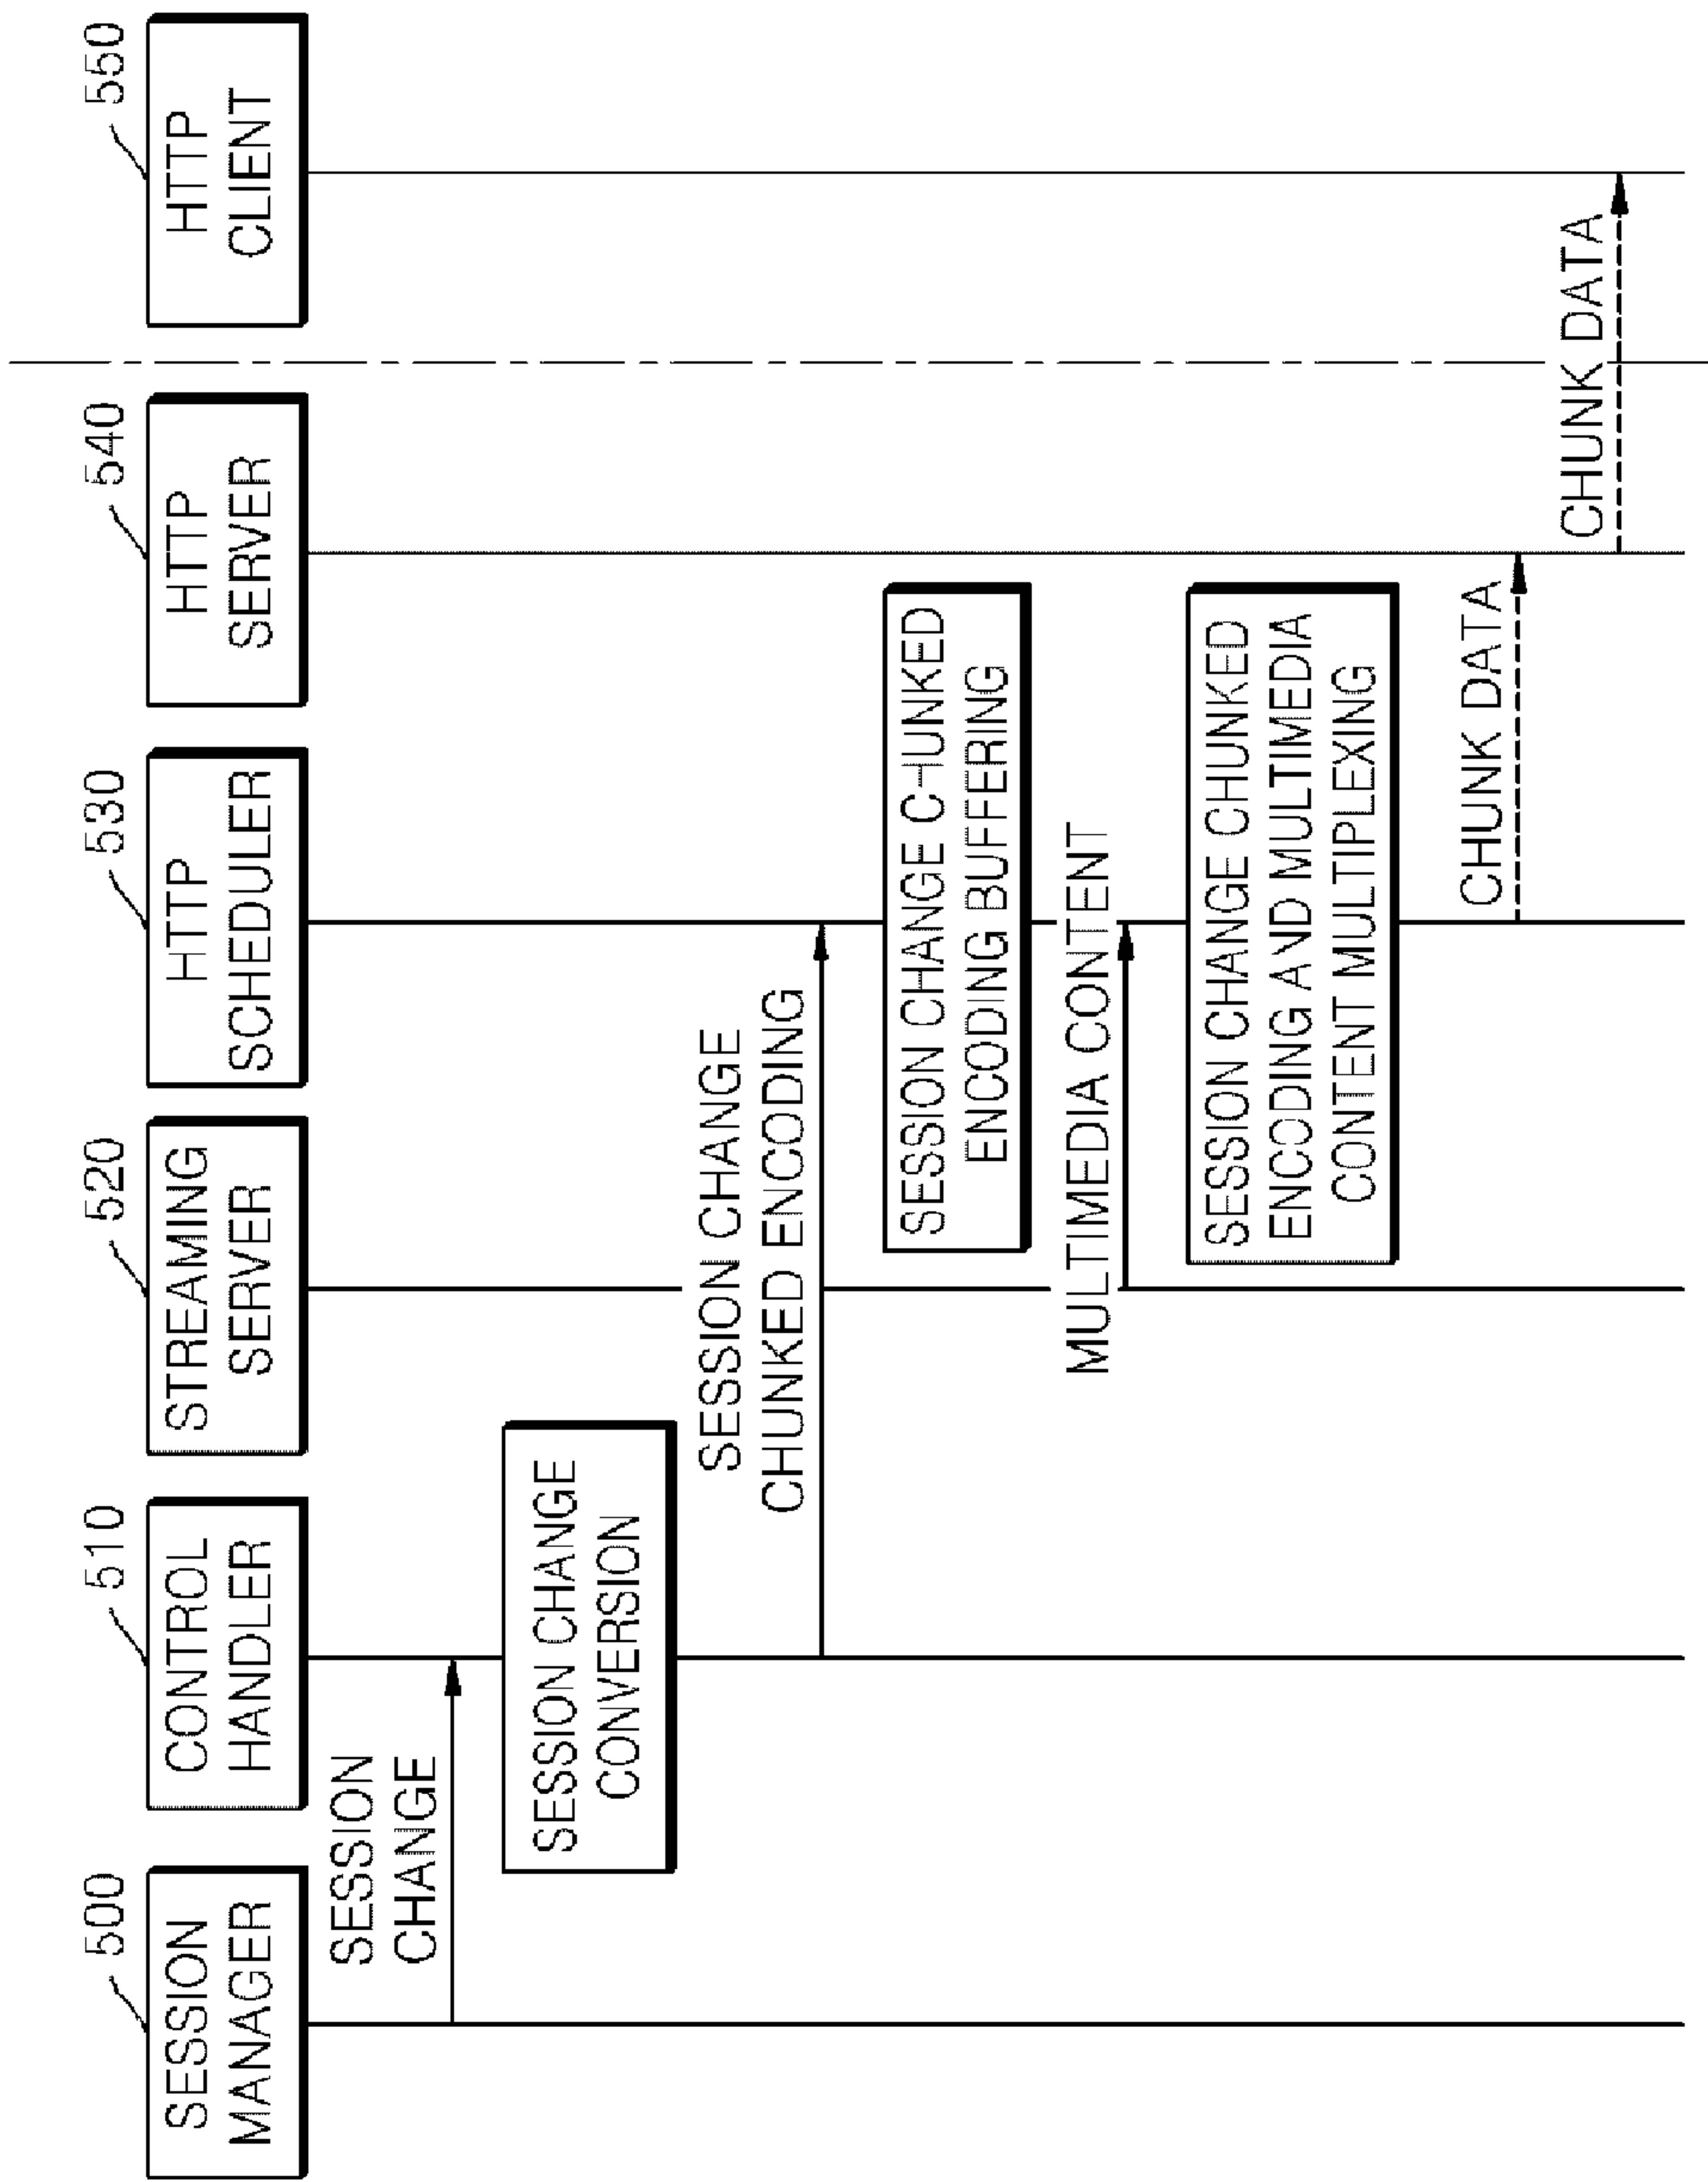 500
SESSION
MANAGER
510
CONTROL
HANDLER
520
STREAMING
SERVER
530
HTTP
SCHEDULER
540
HTTP
SERVER
550
HTTP
CLIENT
SESSION
CHANGE
SESSION CHANGE
CONVERSION
SESSION CHANGE
CHUNKED ENCODING
SESSION CHANGE CHUNKED
ENCODING BUFFERING
MULTIMEDIA CONTENT
SESSION CHANGE CHUNKED
ENCODING AND MULTIMEDIA
CONTENT MULTIPLEXING
CHUNK DATA
CHUNK DATA